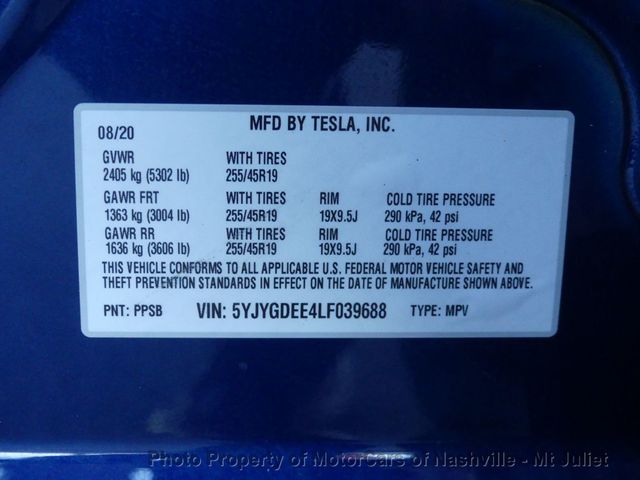 MFD BY TESLA, INC.
08/20
GVWR WITH TIRES
2405 kg (5302 lb) 255/45R19
GAWR FRT WITH TIRES RIM COLD TIRE PRESSURE
1363 kg (3004 lb) 255/45R19 19X9.5J 290 kPa, 42 psi
GAWR RR WITH TIRES RIM COLD TIRE PRESSURE
1636 kg (3606 lb) 255/45R19 19X9.5J 290 kPa, 42 psi
THIS VEHICLE CONFORMS TO ALL APPLICABLE U.S. FEDERAL MOTOR VEHICLE SAFETY AND
THEFT PREVENTION STANDARDS IN EFFECT ON THE DATE OF MANUFACTURE SHOWN ABOVE.
PNT: PPSB VIN: 5YJYGDEE4LF039688 TYPE: MPV
Photo Property of MotorCars of Nashville - Mt Juliet